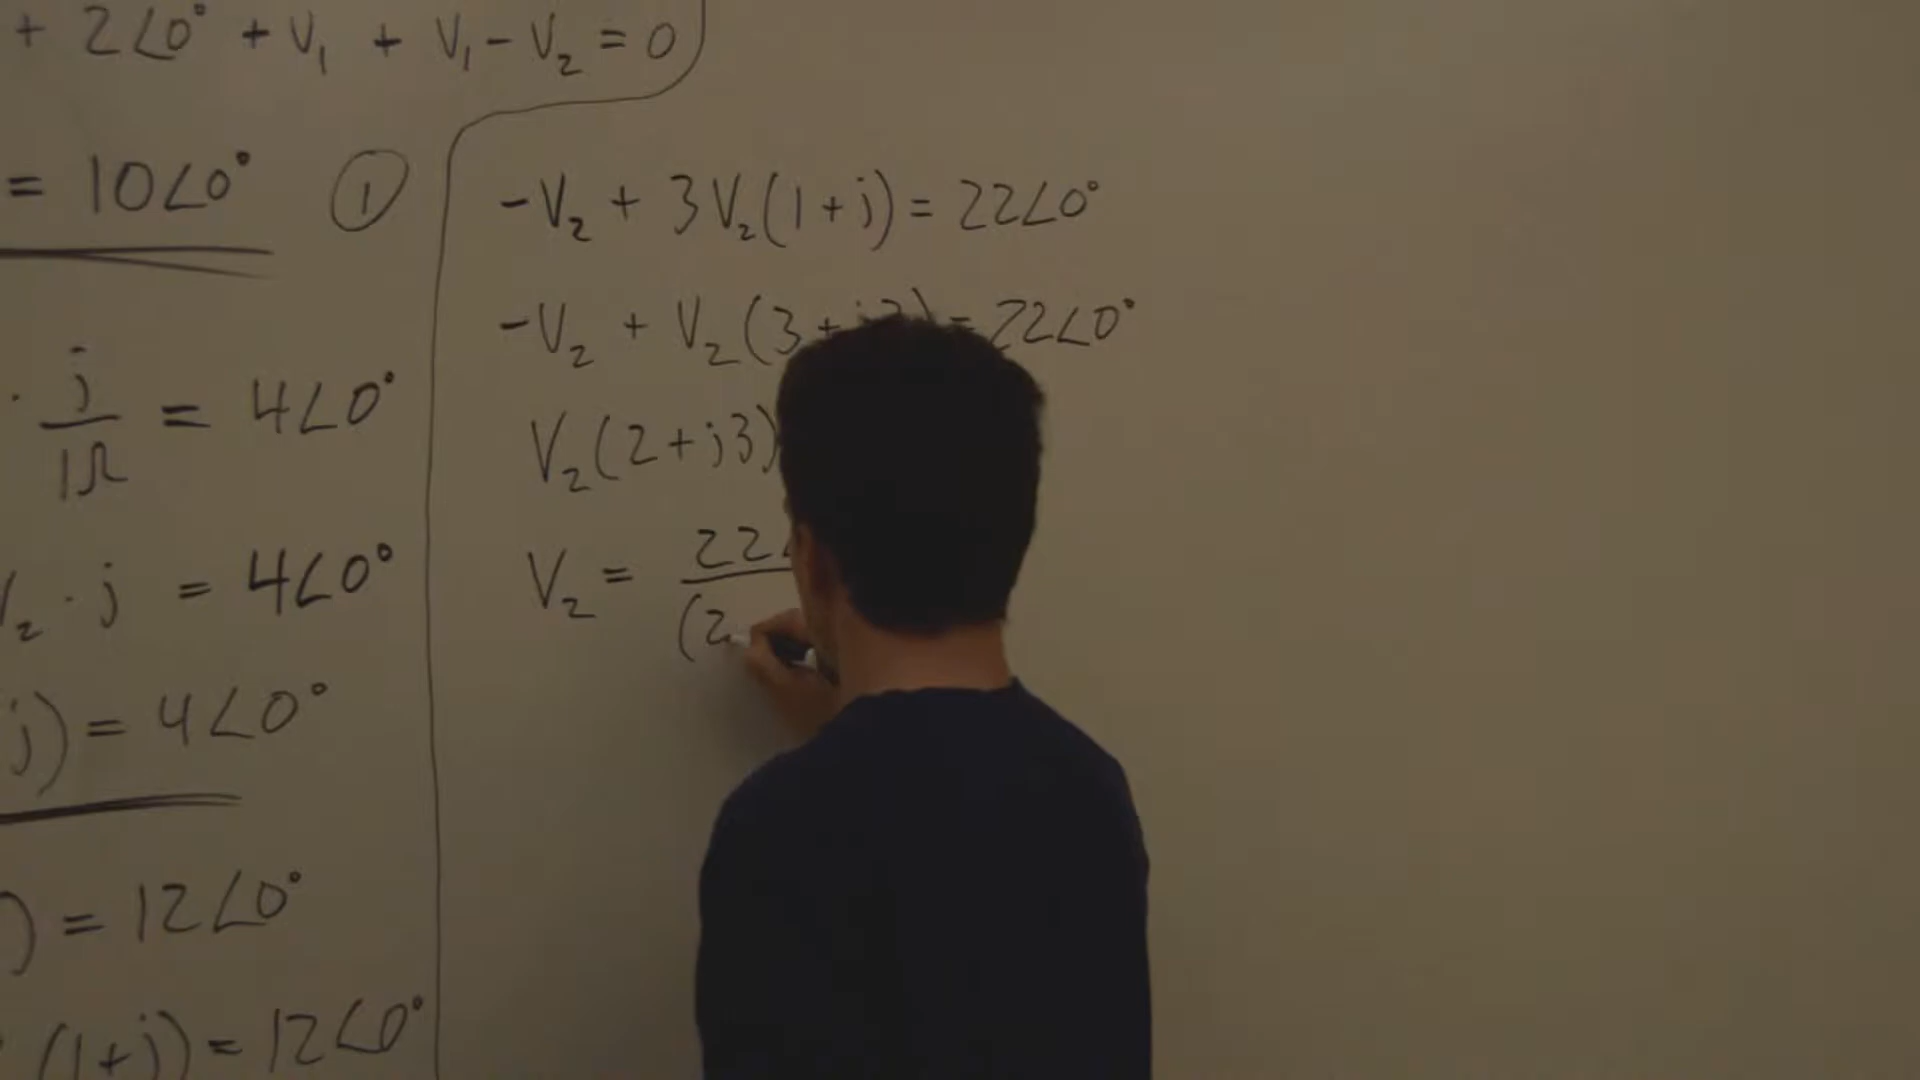 + 2∠0° + V₁ + V₁ - V₂ = 0
= 10∠0° ①
· j/1Ω = 4∠0°
V₂ · j = 4∠0°
j) = 4∠0°
) = 12∠0°
(1+j) = 12∠0°
-V₂ + 3V₂(1+j) = 22∠0°
-V₂ + V₂(3+j3) = 22∠0°
V₂(2+j3)
V₂ = 22∠/(2